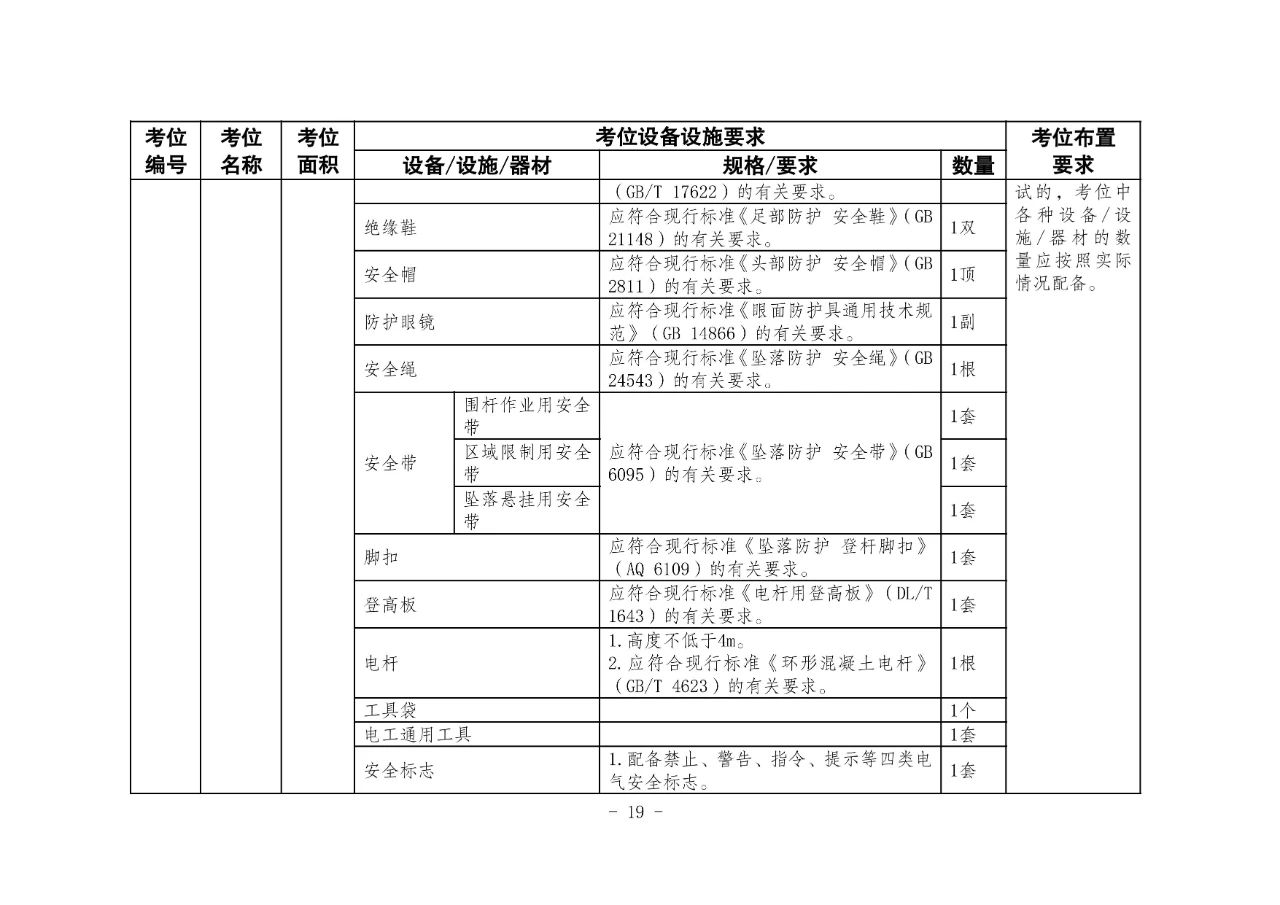 考位
编号
考位
名称
考位
面积
考位设备设施要求
考位布置
要求
设备/设施/器材
规格/要求
数量
（GB/T 17622）的有关要求。
试的，考位中
各种设备/设
施/器材的数
量应按照实际
情况配备。
绝缘鞋
应符合现行标准《足部防护 安全鞋》（GB
21148）的有关要求。
1双
安全帽
应符合现行标准《头部防护 安全帽》（GB
2811）的有关要求。
1顶
防护眼镜
应符合现行标准《眼面防护具通用技术规
范》（GB 14866）的有关要求。
1副
安全绳
应符合现行标准《坠落防护 安全绳》（GB
24543）的有关要求。
1根
安全带
围杆作业用安全
带
1套
区域限制用安全
带
应符合现行标准《坠落防护 安全带》（GB
6095）的有关要求。
1套
坠落悬挂用安全
带
1套
脚扣
应符合现行标准《坠落防护 登杆脚扣》
（AQ 6109）的有关要求。
1套
登高板
应符合现行标准《电杆用登高板》（DL/T
1643）的有关要求。
1套
电杆
1.高度不低于4m。
2.应符合现行标准《环形混凝土电杆》
（GB/T 4623）的有关要求。
1根
工具袋
1个
电工通用工具
1套
安全标志
1.配备禁止、警告、指令、提示等四类电
气安全标志。
1套
- 19 -